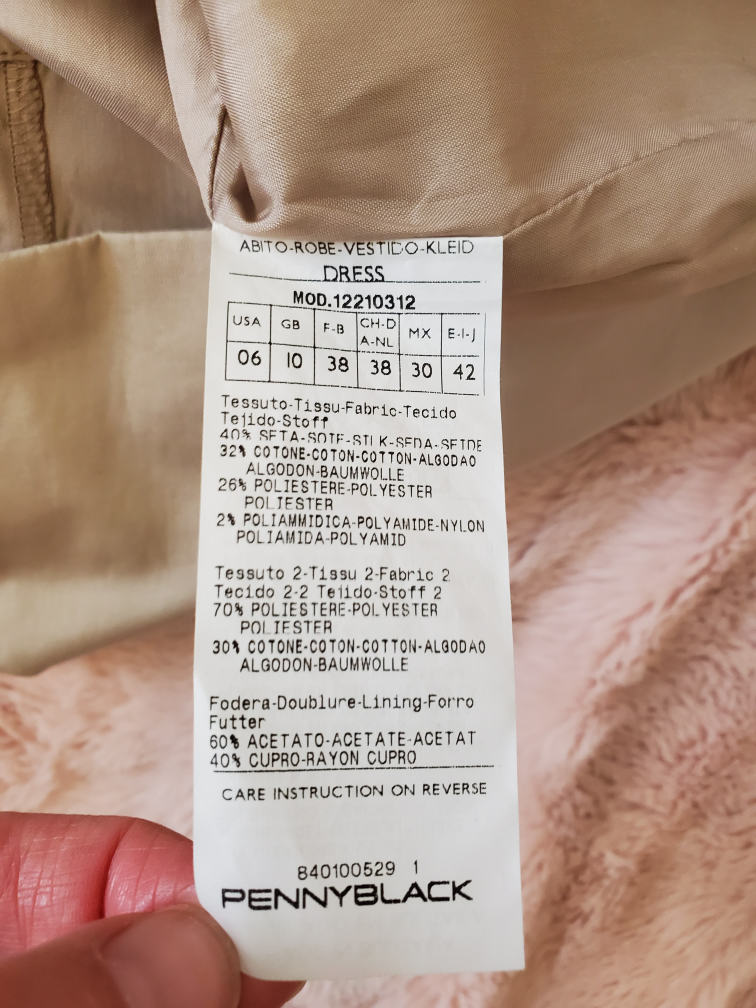 ABITO-ROBE-VESTIDO-KLEID
DRESS
MOD.12210312
USA GB F-B CH-D A-NL MX E-I-J
06 10 38 38 30 42
Tessuto-Tissu-Fabric-Tecido
Tejido-Stoff
40% SETA-SOIE-SILK-SEDA-SEIDE
32% COTONE-COTON-COTTON-ALGODAO
ALGODON-BAUMWOLLE
26% POLIESTERE-POLYESTER
POLIESTER
2% POLIAMMIDICA-POLYAMIDE-NYLON
POLIAMIDA-POLYAMID
Tessuto 2-Tissu 2-Fabric 2
Tecido 2-2 Tejido-Stoff 2
70% POLIESTERE-POLYESTER
POLIESTER
30% COTONE-COTON-COTTON-ALGODAO
ALGODON-BAUMWOLLE
Fodera-Doublure-Lining-Forro
Futter
60% ACETATO-ACETATE-ACETAT
40% CUPRO-RAYON CUPRO
CARE INSTRUCTION ON REVERSE
840100529 1
PENNYBLACK